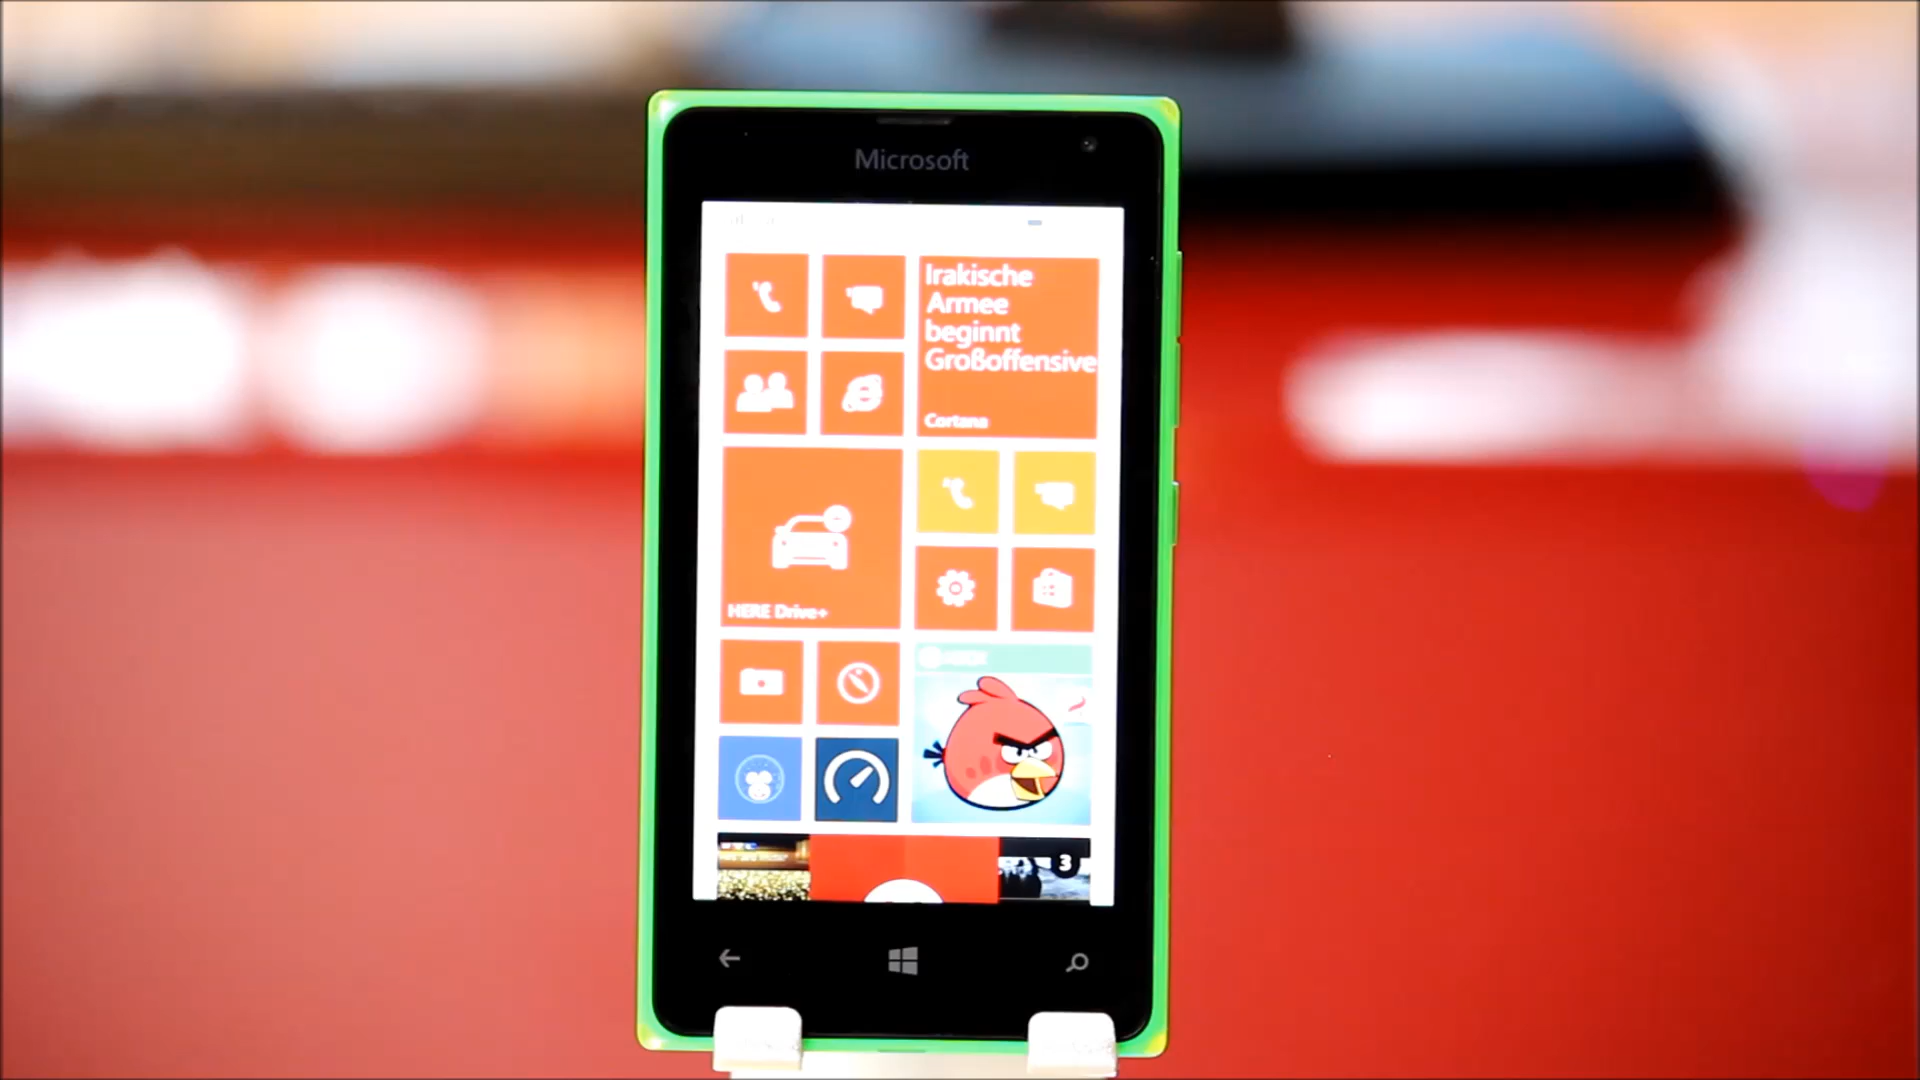 Microsoft
Irakische
Armee
beginnt
Großoffensive
Cortana
HERE Drive+
3